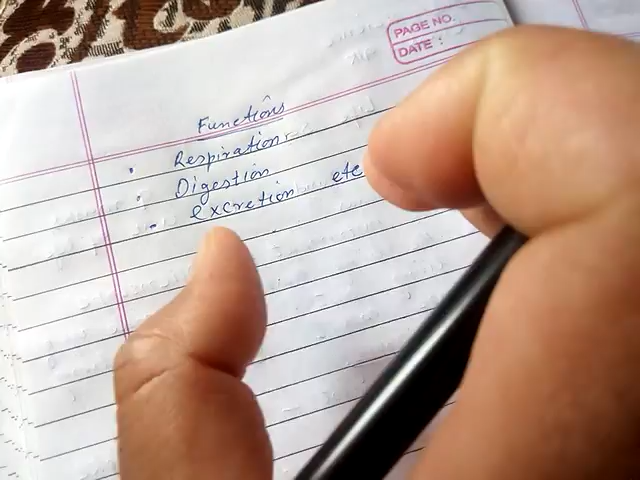 PAGE NO.
DATE :
Functions
• Respiration
• Digestion
• excretion etc